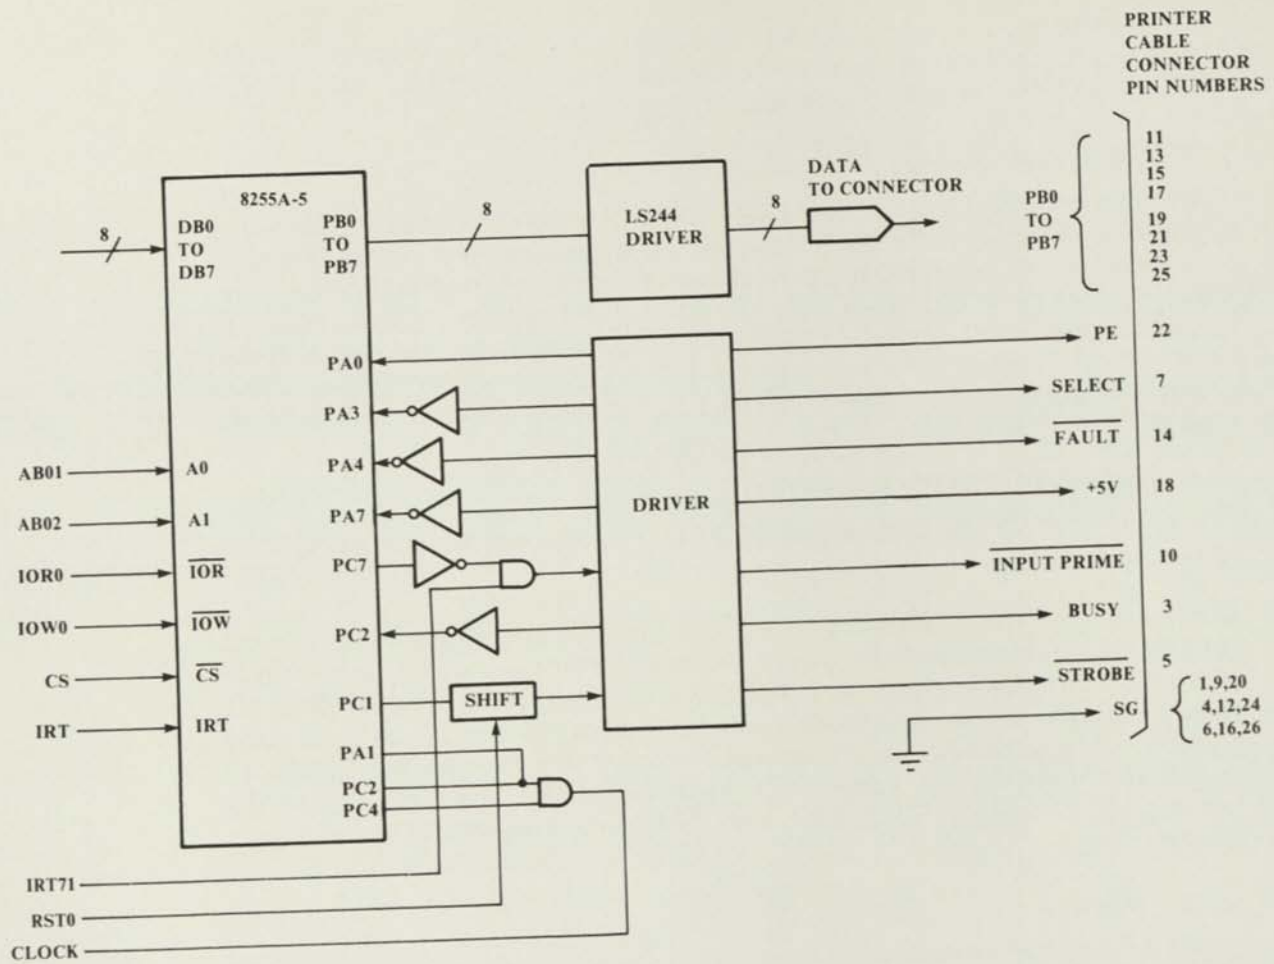 PRINTER
CABLE
CONNECTOR
PIN NUMBERS
8255A-5
8
DB0
TO
DB7
PB0
TO
PB7
8
LS244
DRIVER
8
DATA
TO CONNECTOR
PB0
TO
PB7
11
13
15
17
19
21
23
25
PA0
PE 22
PA3
SELECT 7
AB01
A0
PA4
FAULT 14
AB02
A1
PA7
DRIVER
+5V 18
IOR0
IOR
PC7
INPUT PRIME 10
IOW0
IOW
PC2
BUSY 3
CS
CS
PC1
SHIFT
STROBE 5
IRT
IRT
SG
1,9,20
4,12,24
6,16,26
PA1
PC2
PC4
IRT71
RST0
CLOCK